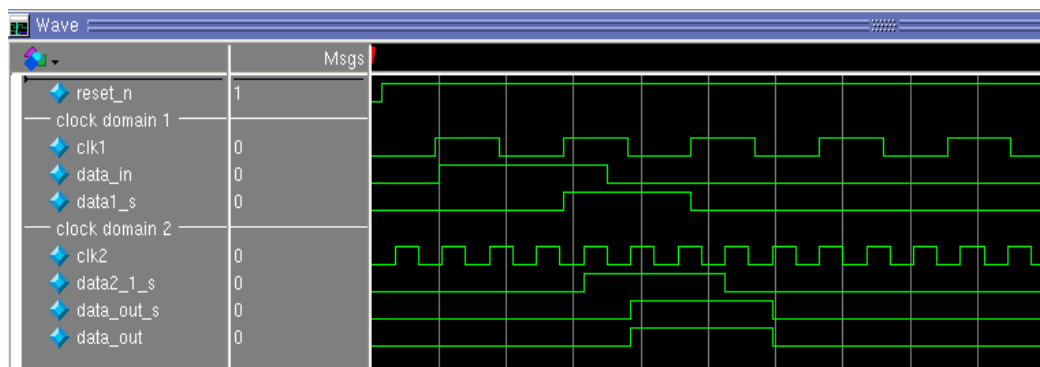 Wave
Msgs
reset_n 1
clock domain 1
clk1 0
data_in 0
data1_s 0
clock domain 2
clk2 0
data2_1_s 0
data_out_s 0
data_out 0